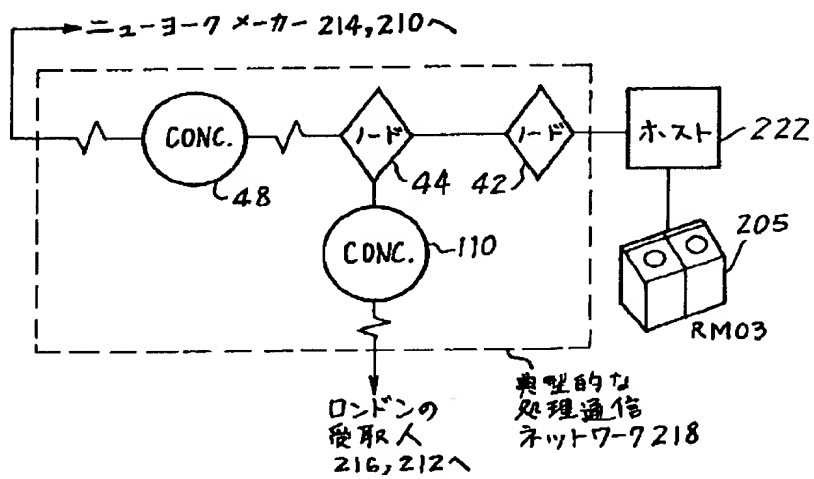 ニューヨーク メーカー 214,210へ
CONC.
ノード
ノード
ホスト
222
48
44
42
CONC.
110
205
RM03
ロンドンの
受取人
216,212へ
典型的な
処理通信
ネットワーク218